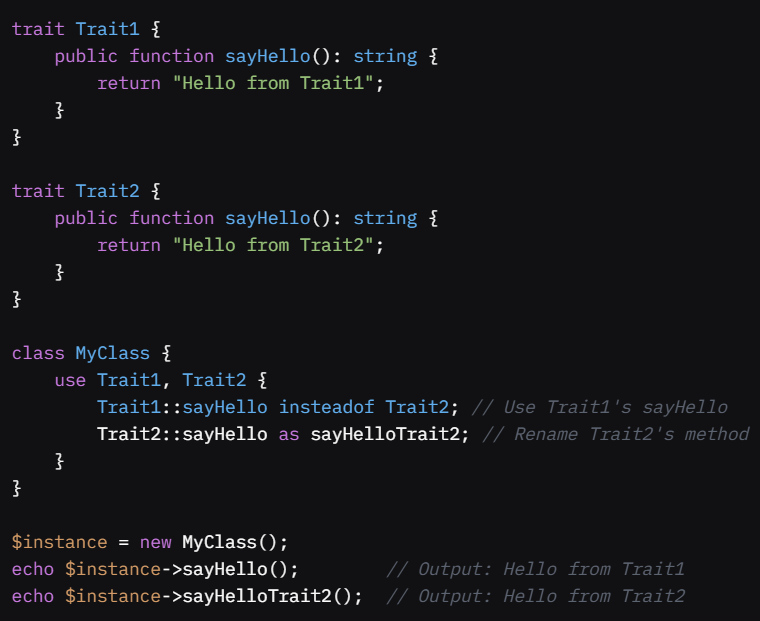 trait Trait1 {
    public function sayHello(): string {
        return "Hello from Trait1";
    }
}

trait Trait2 {
    public function sayHello(): string {
        return "Hello from Trait2";
    }
}

class MyClass {
    use Trait1, Trait2 {
        Trait1::sayHello insteadof Trait2; // Use Trait1's sayHello
        Trait2::sayHello as sayHelloTrait2; // Rename Trait2's method
    }
}

$instance = new MyClass();
echo $instance->sayHello();        // Output: Hello from Trait1
echo $instance->sayHelloTrait2();  // Output: Hello from Trait2